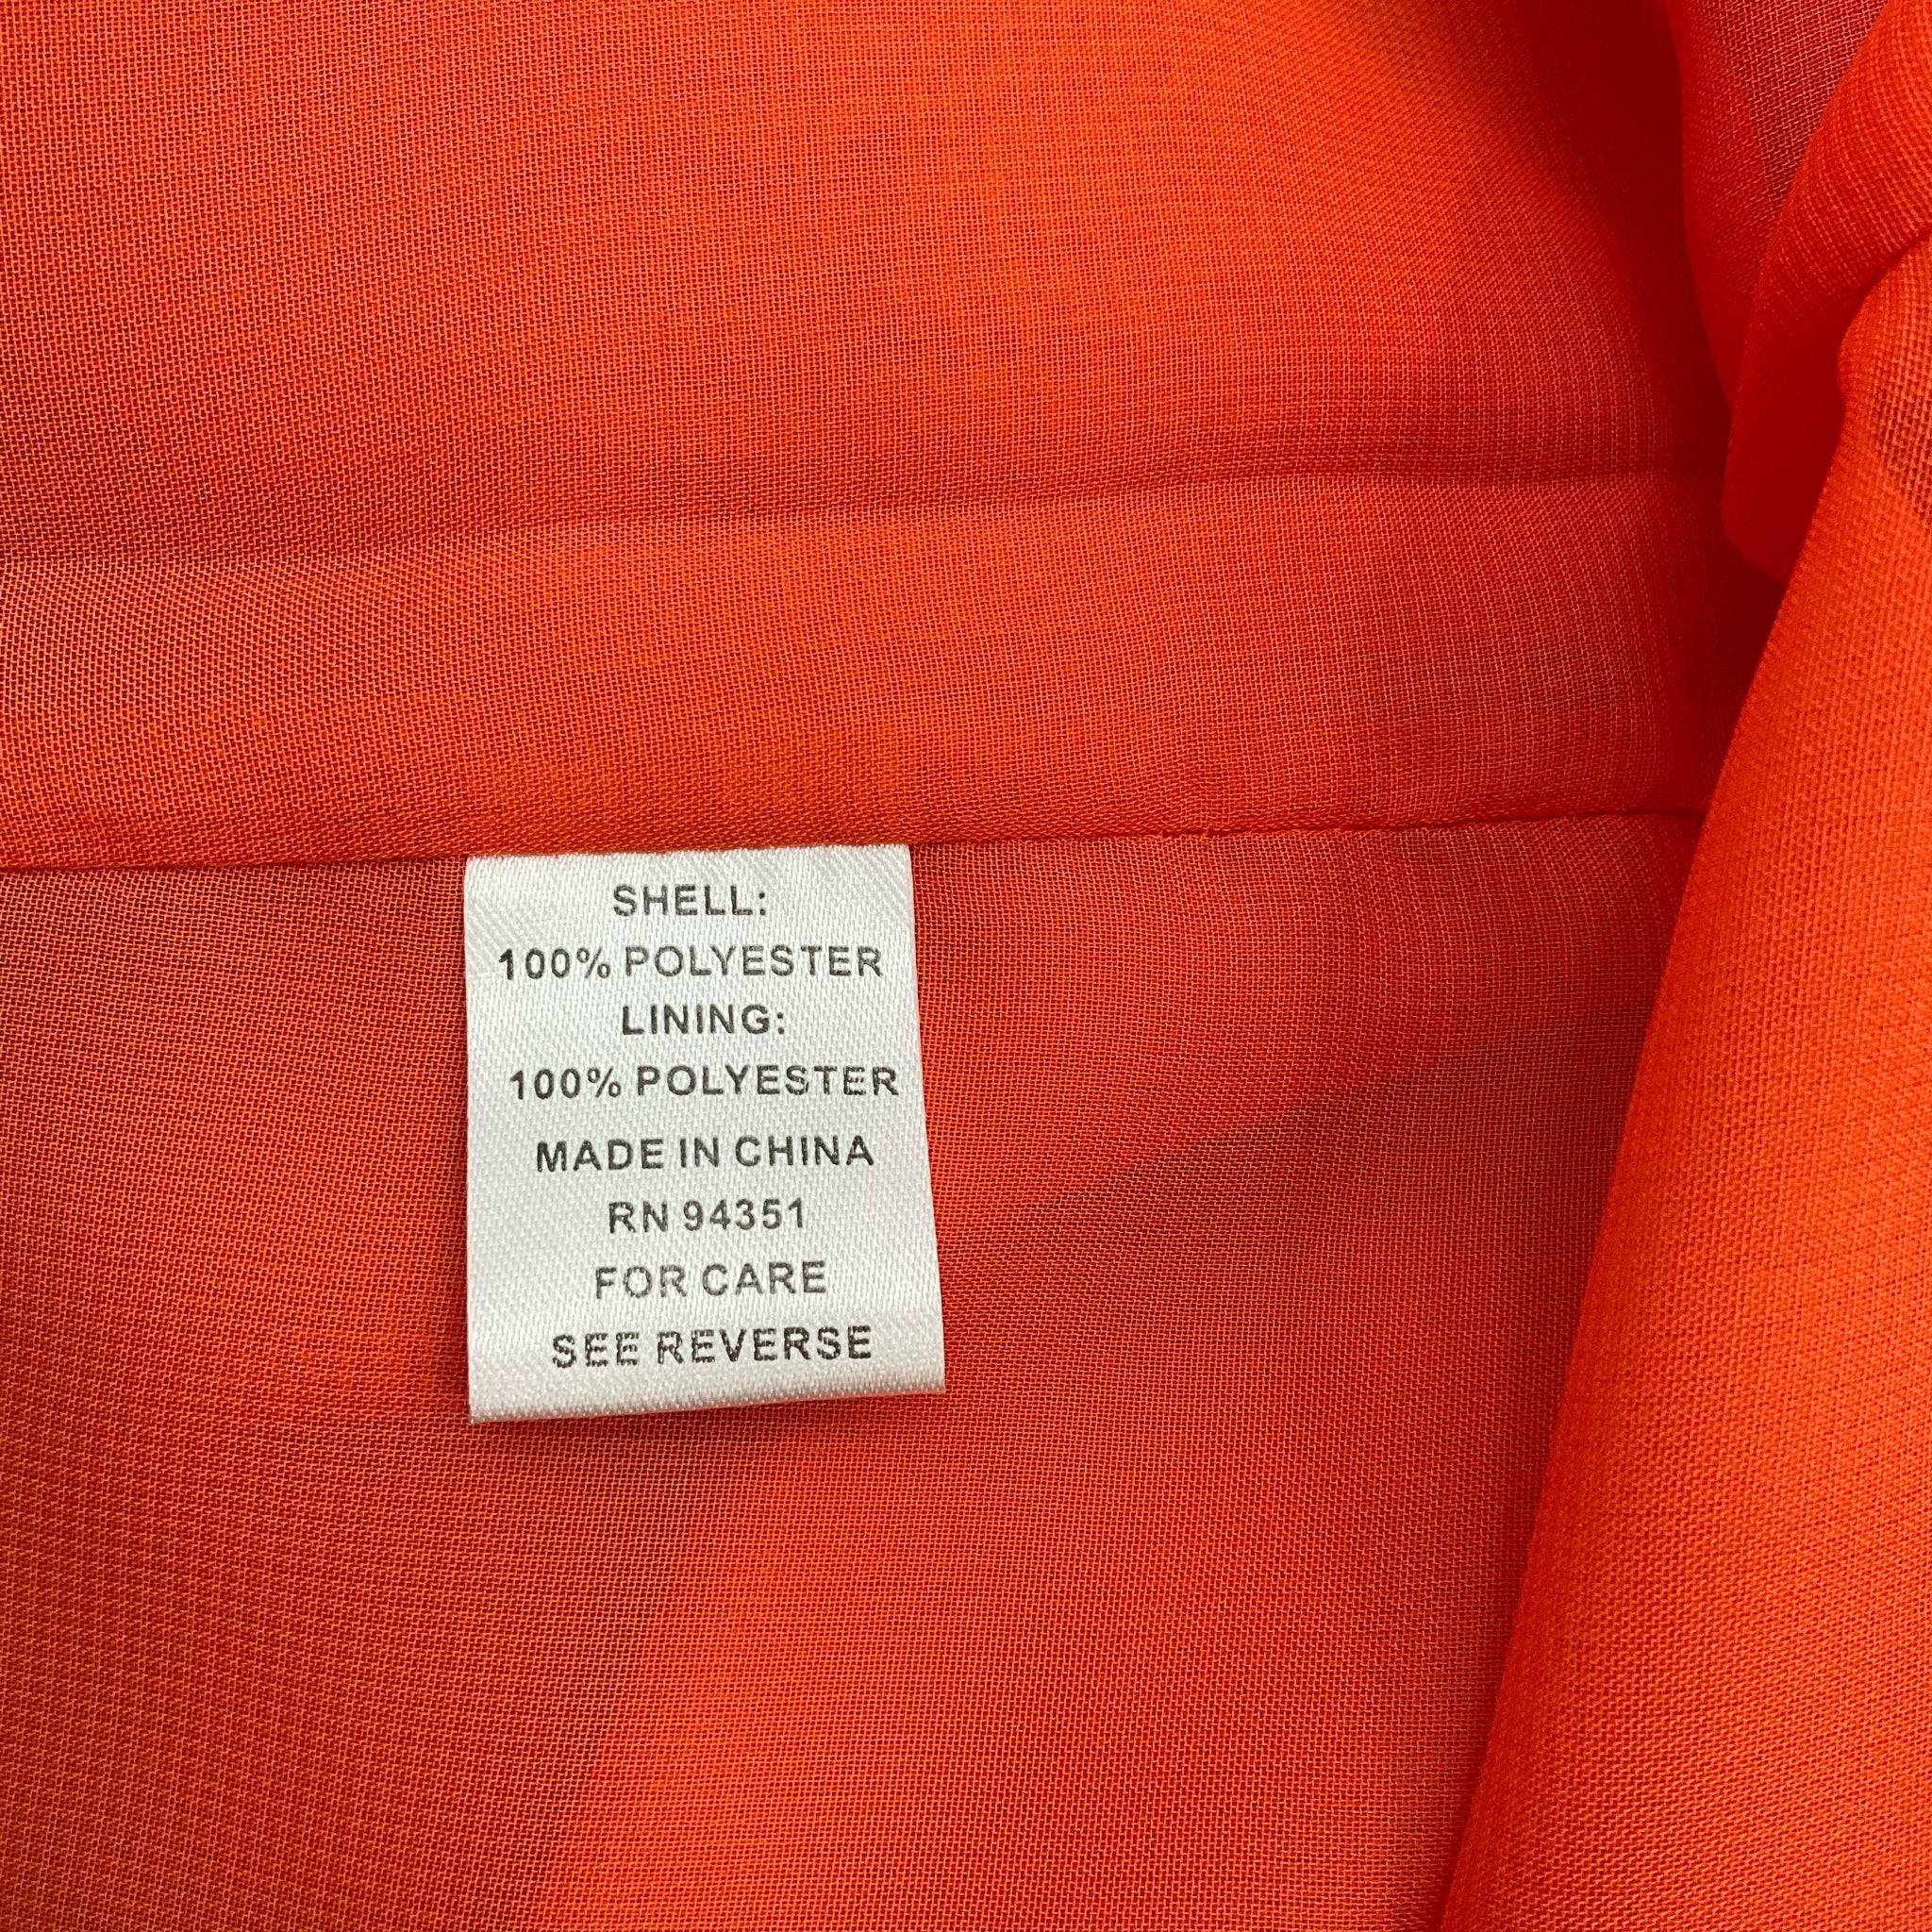 SHELL:
100% POLYESTER
LINING:
100% POLYESTER
MADE IN CHINA
RN 94351
FOR CARE
SEE REVERSE